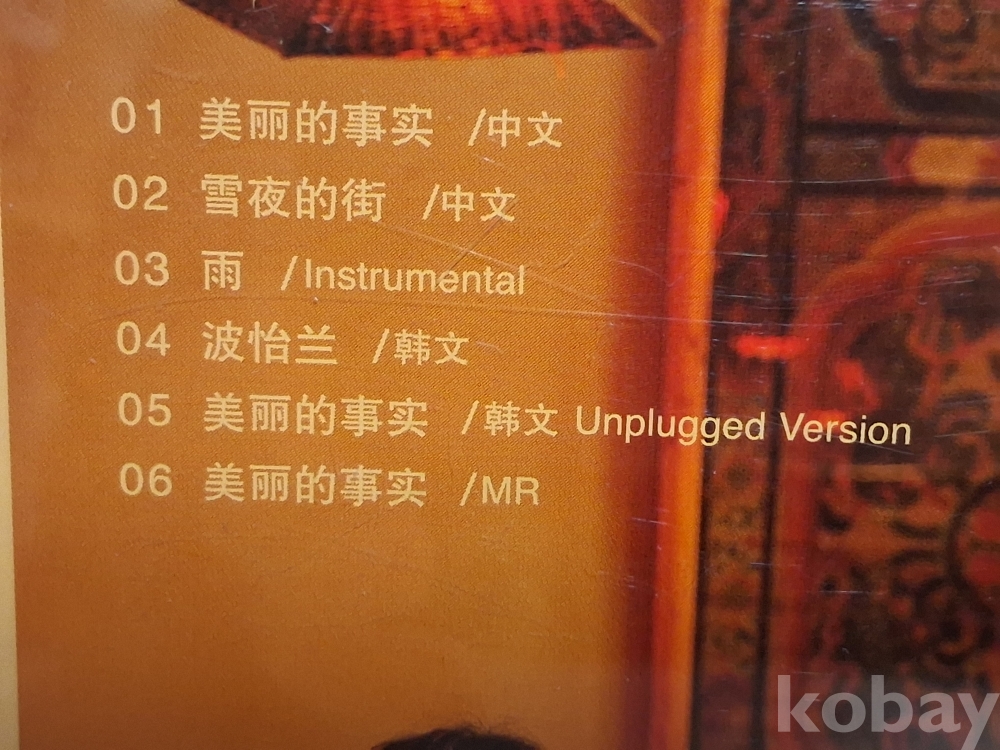 01 美丽的事实 /中文
02 雪夜的街 /中文
03 雨 /Instrumental
04 波怡兰 /韩文
05 美丽的事实 /韩文 Unplugged Version
06 美丽的事实 /MR
kobay